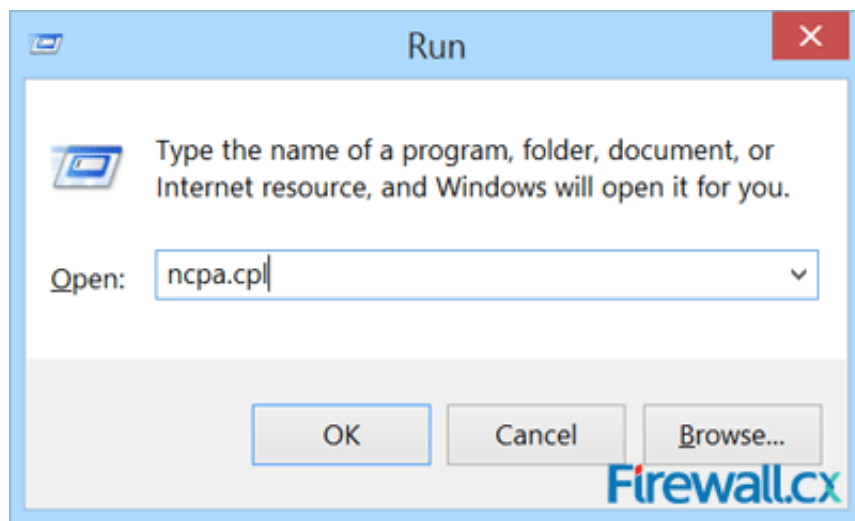 Run
Type the name of a program, folder, document, or
Internet resource, and Windows will open it for you.
Open: ncpa.cpl
OK Cancel Browse...
Firewall.cx